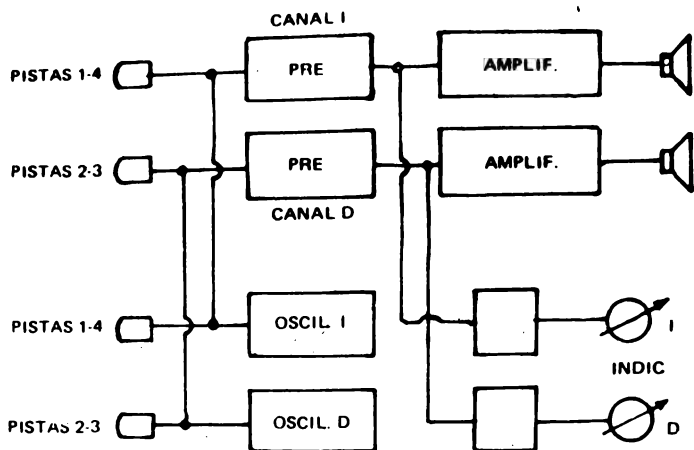 CANAL I
PISTAS 1-4
PRE
AMPLIF.
PISTAS 2-3
PRE
AMPLIF.
CANAL D
PISTAS 1-4
OSCIL. I
I
INDIC
PISTAS 2-3
OSCIL. D
D